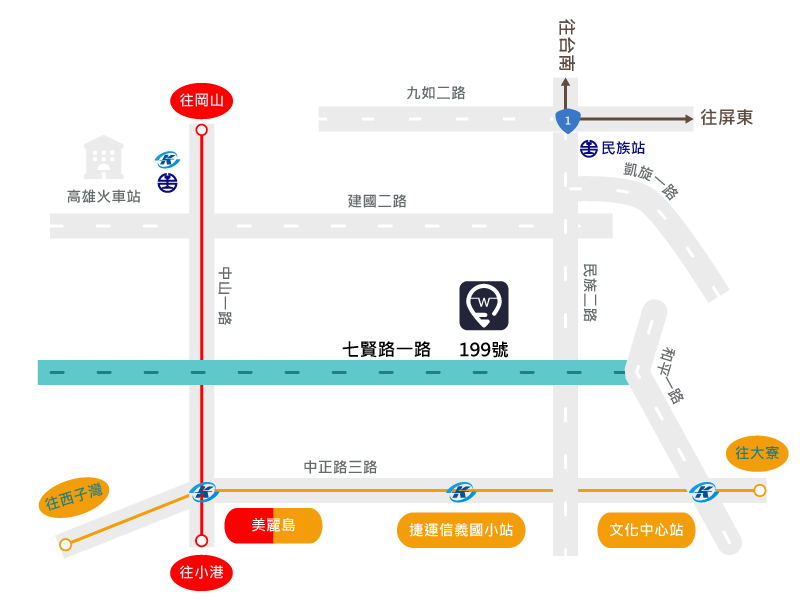 往台南
九如二路
往岡山
往屏東
1
民族站
凱旋一路
高雄火車站
建國二路
中山一路
民族二路
W
七賢路一路
199號
和平一路
中正路三路
往大寮
往西子灣
美麗島
捷運信義國小站
文化中心站
往小港